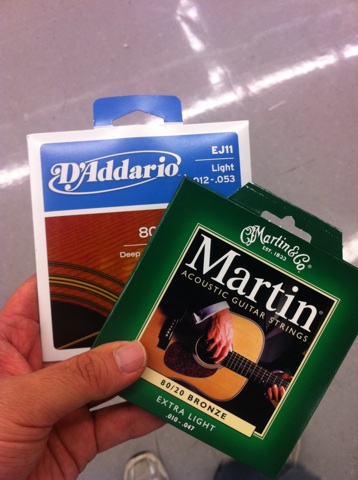 D'Addario®
EJ11
Light
.012-.053
80
Deep
Martin & Co.
EST. 1833
Martin®
ACOUSTIC GUITAR STRINGS
80/20 BRONZE
EXTRA LIGHT
.010 - .047